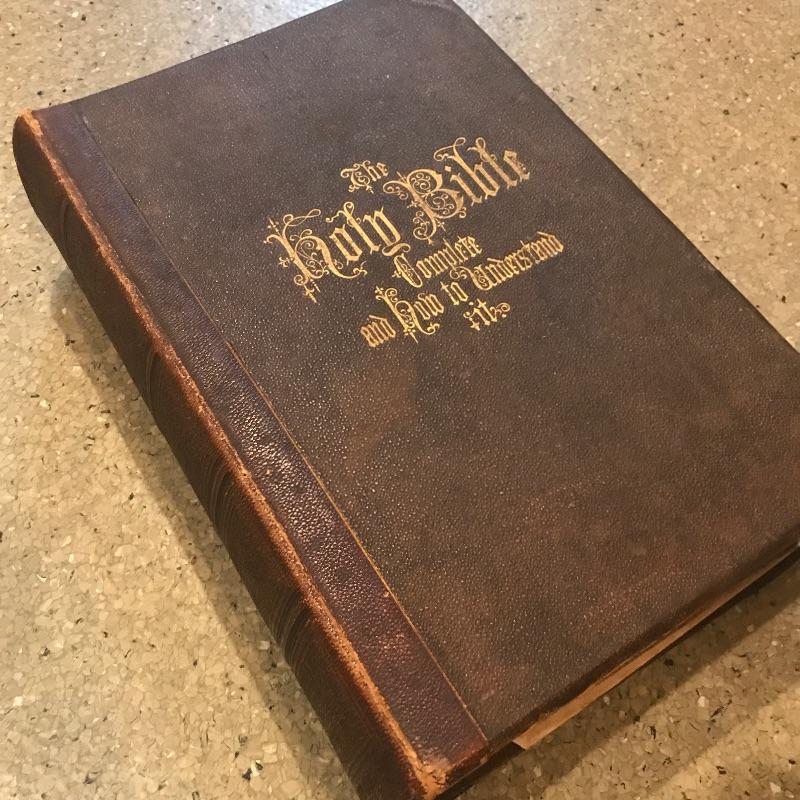 The
Holy Bible
Complete
and How to Understand
it